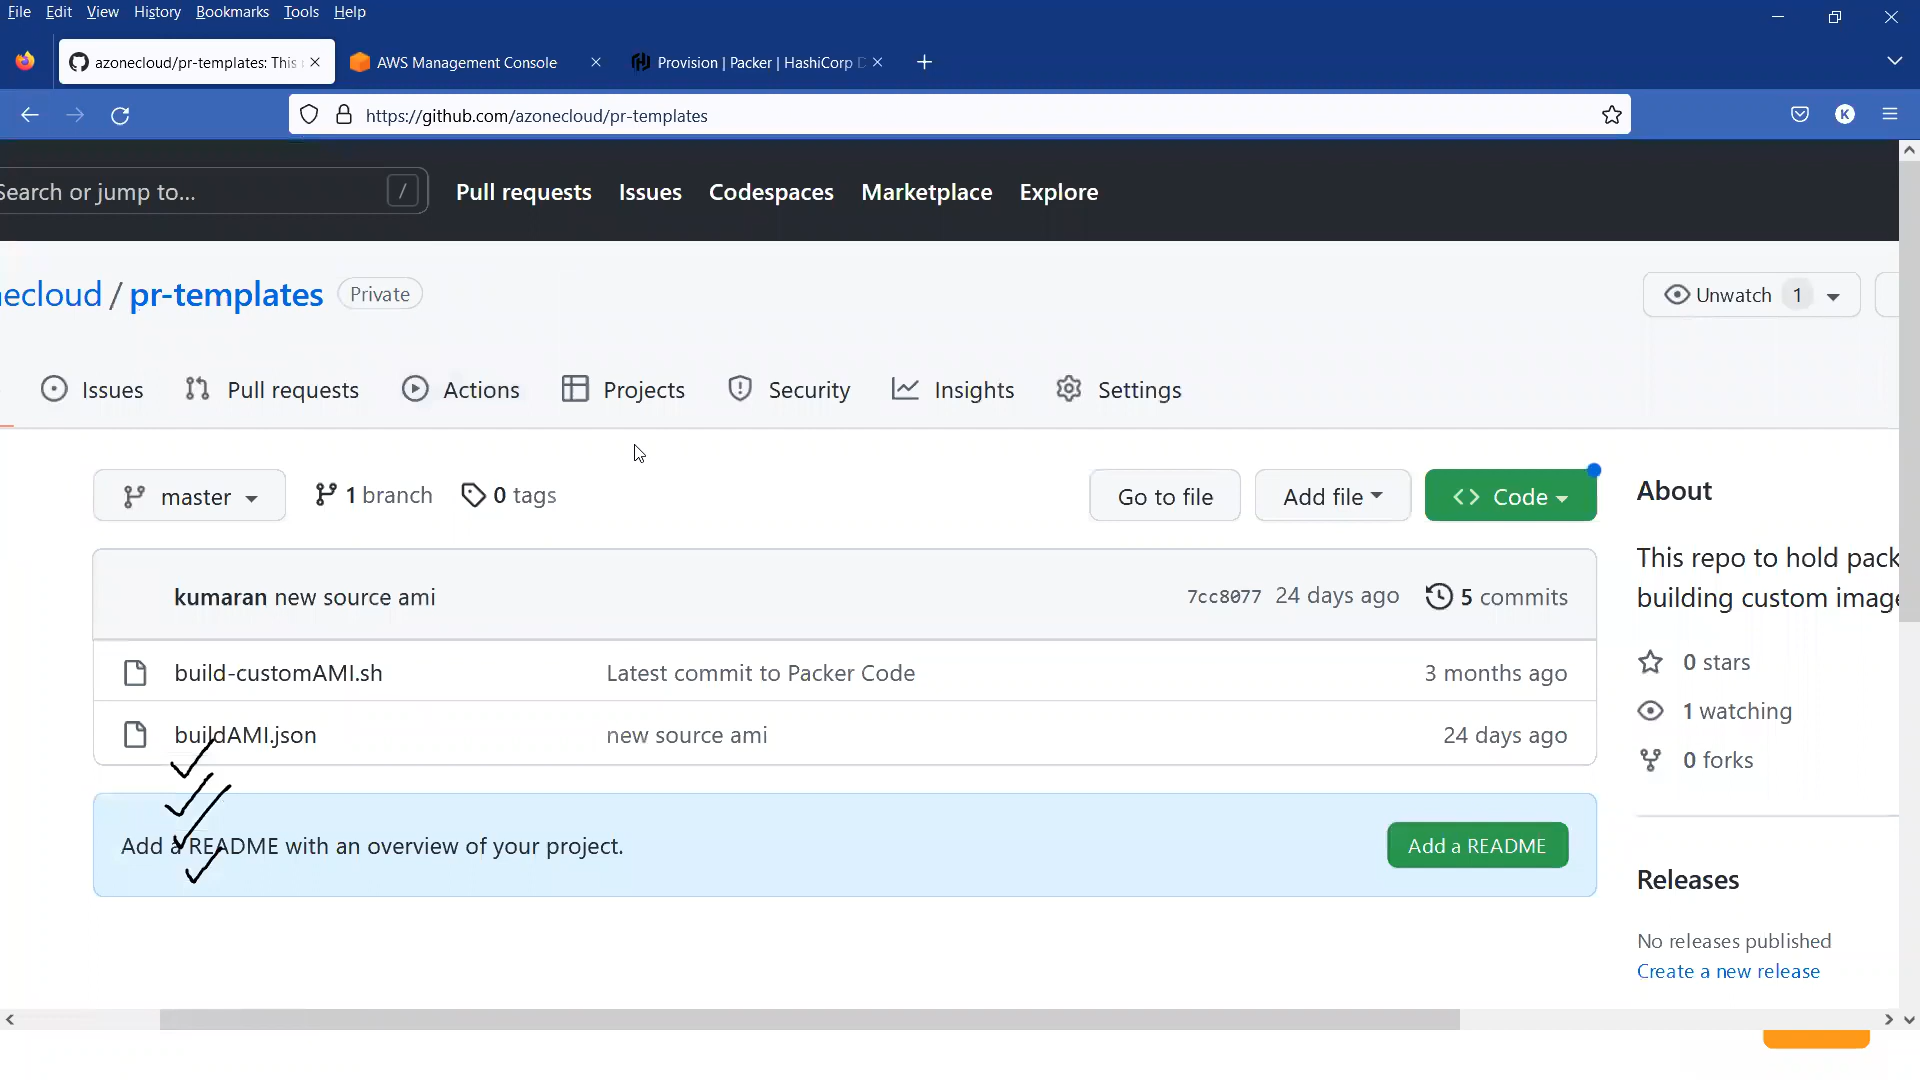 File Edit View History Bookmarks Tools Help
azonecloud/pr-templates: This
AWS Management Console
Provision | Packer | HashiCorp D
https://github.com/azonecloud/pr-templates
K
Search or jump to...
/
Pull requests Issues Codespaces Marketplace Explore
necloud / pr-templates Private
Unwatch 1
Issues Pull requests Actions Projects Security Insights Settings
master 1 branch 0 tags
Go to file Add file Code
kumaran new source ami 7cc8077 24 days ago 5 commits
build-customAMI.sh Latest commit to Packer Code 3 months ago
buildAMI.json new source ami 24 days ago
Add a README with an overview of your project.
Add a README
About
This repo to hold pack
building custom image
0 stars
1 watching
0 forks
Releases
No releases published
Create a new release